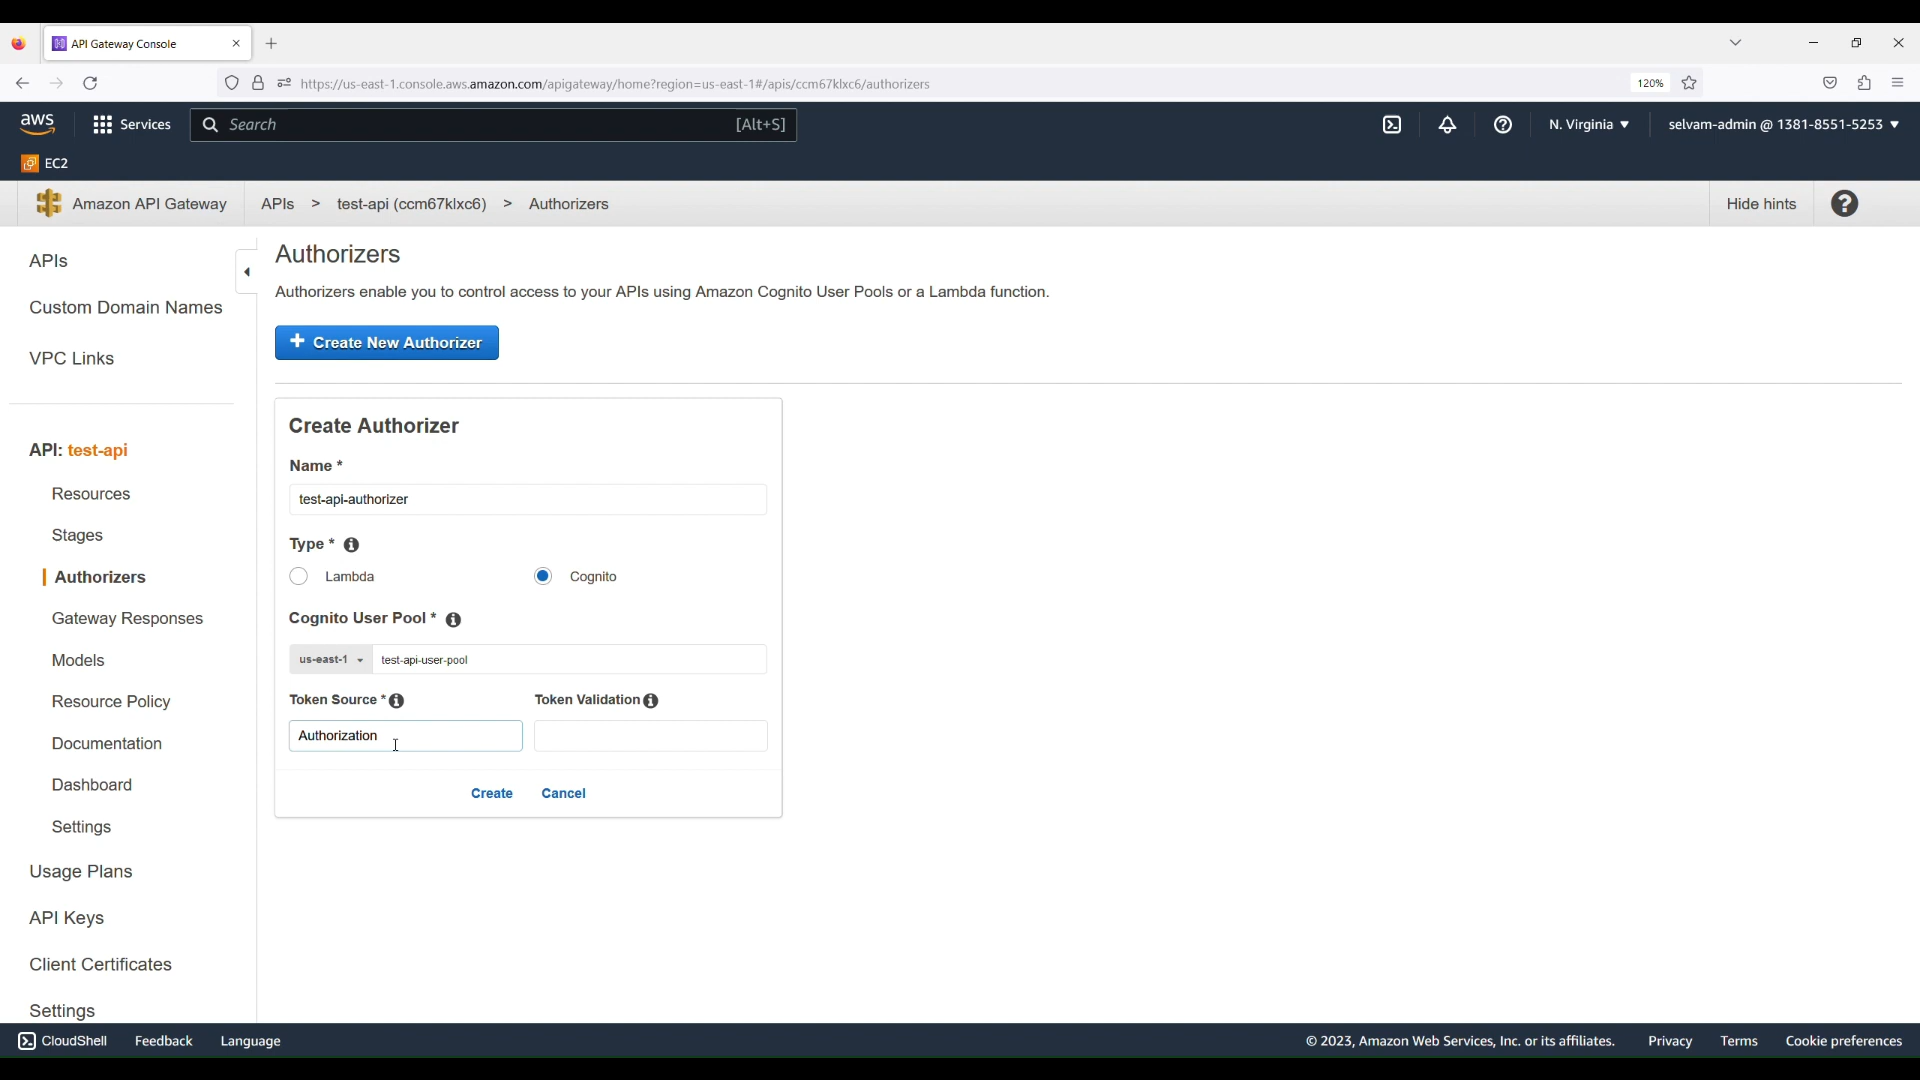 API Gateway Console
https://us-east-1.console.aws.amazon.com/apigateway/home?region=us-east-1#/apis/ccm67klxc6/authorizers
120%
aws
Services
Search
[Alt+S]
N. Virginia
selvam-admin @ 1381-8551-5253
EC2
Amazon API Gateway
APIs > test-api (ccm67klxc6) > Authorizers
Hide hints
APIs
Custom Domain Names
VPC Links
API: test-api
Resources
Stages
Authorizers
Gateway Responses
Models
Resource Policy
Documentation
Dashboard
Settings
Usage Plans
API Keys
Client Certificates
Settings
Authorizers
Authorizers enable you to control access to your APIs using Amazon Cognito User Pools or a Lambda function.
+ Create New Authorizer
Create Authorizer
Name *
test-api-authorizer
Type *
Lambda
Cognito
Cognito User Pool *
us-east-1
test-api-user-pool
Token Source *
Token Validation
Authorization
Create
Cancel
CloudShell
Feedback
Language
© 2023, Amazon Web Services, Inc. or its affiliates.
Privacy
Terms
Cookie preferences